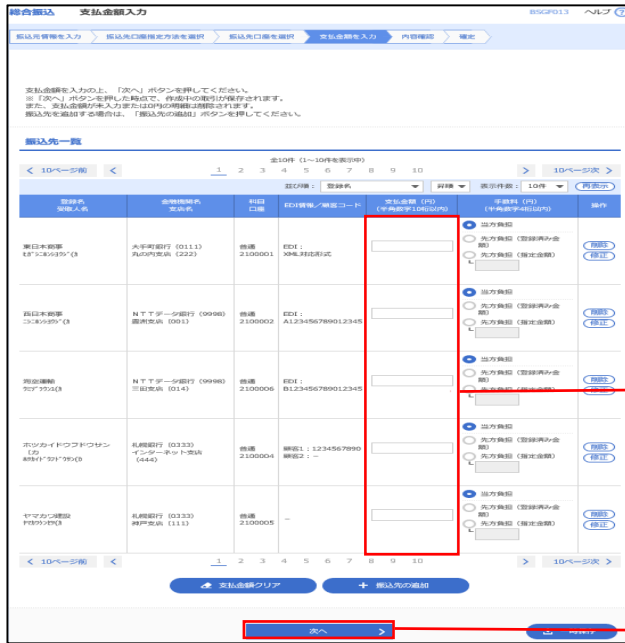 総合振込 支払金額入力 BSGF013 ヘルプ ?
振込元情報を入力 振込先口座指定方法を選択 振込先口座を選択 支払金額を入力 内容確認 確定
支払金額を入力の上、「次へ」ボタンを押してください。
※「次へ」ボタンを押した時点で、作成中の取引が保存されます。
また、支払金額が未入力または0円の明細は削除されます。
振込先を追加する場合は、「振込先の追加」ボタンを押してください。
振込先一覧
全10件（1～10件を表示中）
< 10ページ前 < 1 2 3 4 5 6 7 8 9 10 > 10ページ次 >
並び順： 登録名 昇順 表示件数： 10件 再表示
登録名 金融機関名 科目 EDI情報／顧客コード 支払金額（円） 手数料（円） 操作
受取人名 支店名 口座 （半角数字10桁以内） （半角数字4桁以内）
当方負担
東日本商事 大手町銀行（0111） 普通 EDI： 先方負担（登録済み金額） 削除
丸の内支店（222） 2100001 XML対応形式 先方負担（指定金額） 修正
当方負担
西日本商事 NTTデータ銀行（9998） 普通 EDI： 先方負担（登録済み金額） 削除
豊洲支店（001） 2100002 A123456789012345 先方負担（指定金額） 修正
当方負担
NTTデータ銀行（9998） 普通 EDI： 先方負担（登録済み金額） 削除
三田支店（014） 2100006 B123456789012345 先方負担（指定金額） 修正
当方負担
ホツカイドウフドウサン（カ 札幌銀行（0333） 普通 顧客1：1234567890 先方負担（登録済み金額） 削除
インターネット支店（444） 2100004 顧客2：－ 先方負担（指定金額） 修正
当方負担
ヤマカワ建設 札幌銀行（0333） 普通 － 先方負担（登録済み金額） 削除
神戸支店（111） 2100005 先方負担（指定金額） 修正
< 10ページ前 < 1 2 3 4 5 6 7 8 9 10 > 10ページ次 >
支払金額クリア ＋ 振込先の追加
次へ >